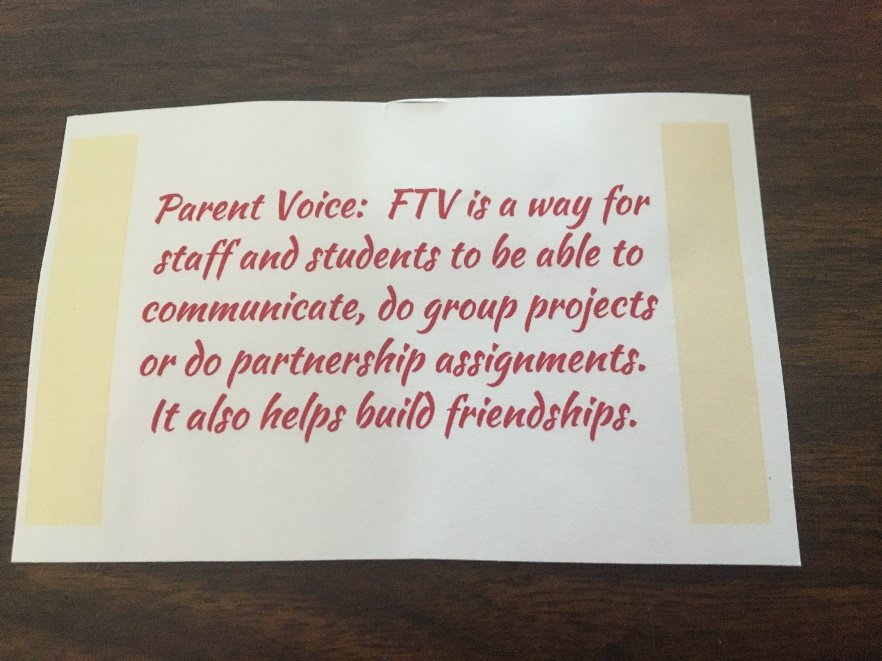 Parent Voice: FTV is a way for
staff and students to be able to
communicate, do group projects
or do partnership assignments.
It also helps build friendships.